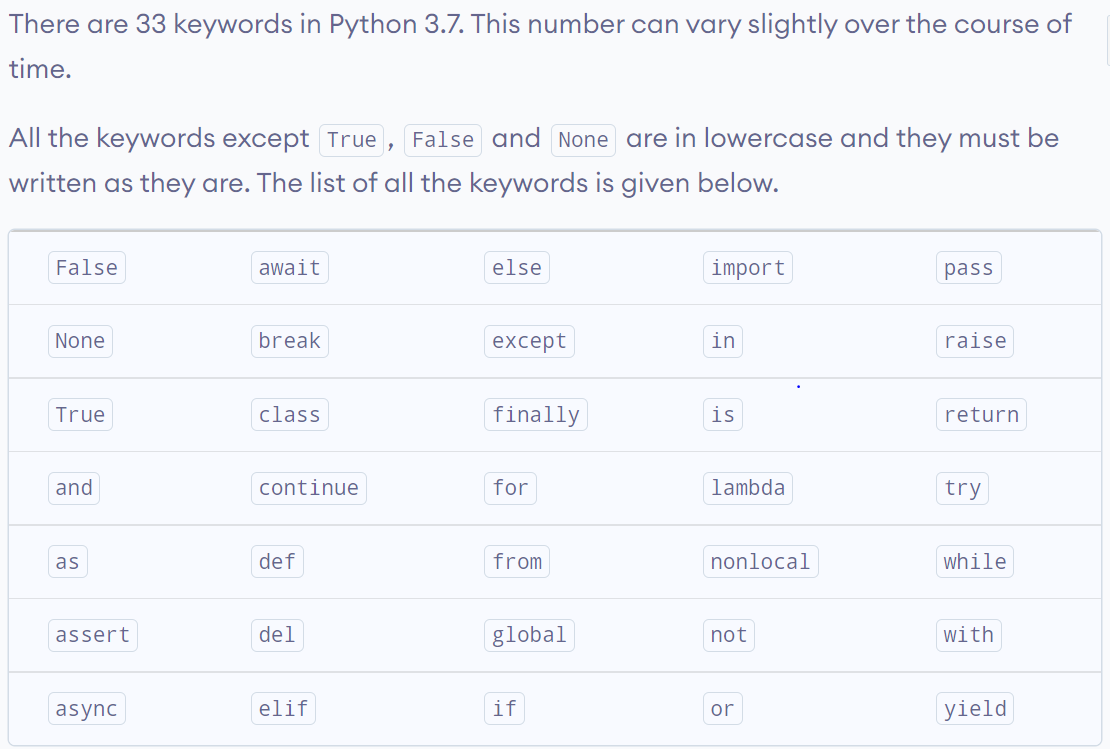 There are 33 keywords in Python 3.7. This number can vary slightly over the course of
time.
All the keywords except True, False and None are in lowercase and they must be
written as they are. The list of all the keywords is given below.
False await else import pass
None break except in raise
True class finally is return
and continue for lambda try
as def from nonlocal while
assert del global not with
async elif if or yield